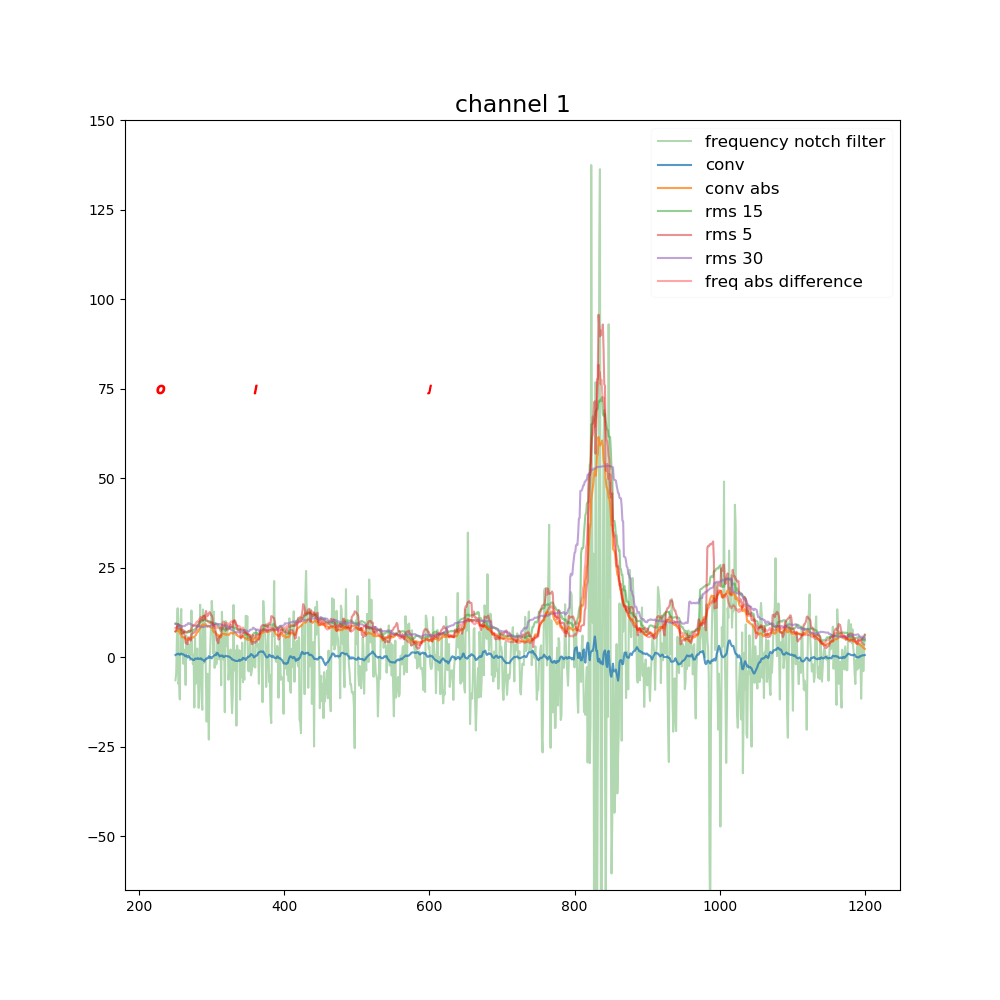 channel 1
150
125
100
75
50
25
0
−25
−50
200 400 600 800 1000 1200
frequency notch filter
conv
conv abs
rms 15
rms 5
rms 30
freq abs difference
0 I J